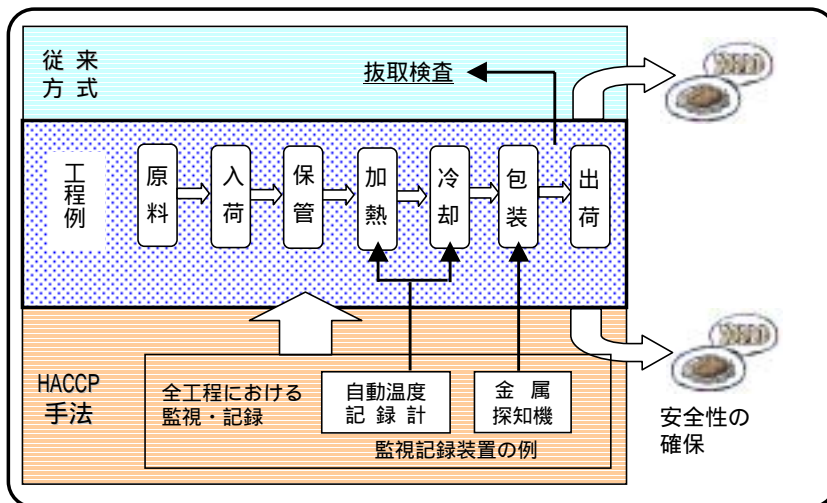 従 来
方 式
抜取検査
工程例
原料
入荷
保管
加熱
冷却
包装
出荷
HACCP
手法
全工程における
監視・記録
自動温度
記 録 計
金 属
探知機
監視記録装置の例
安全性の
確保